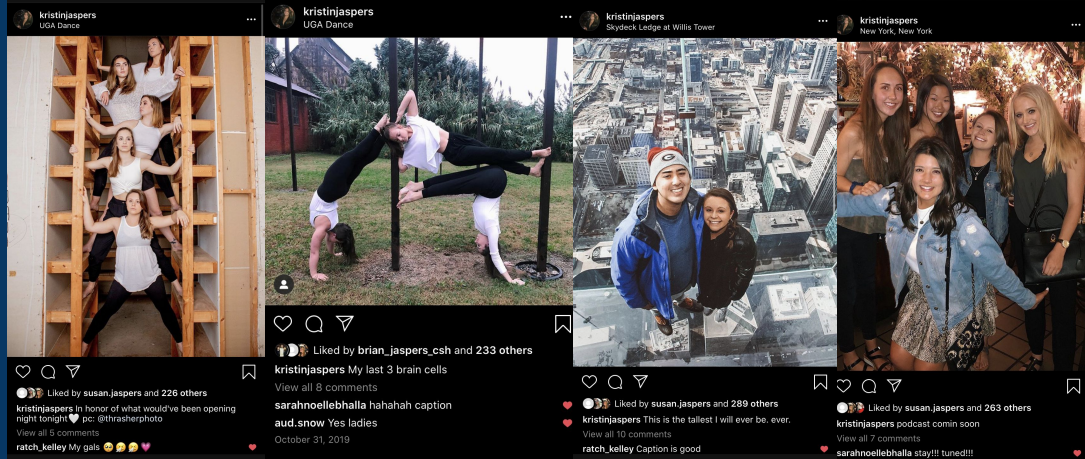 kristinjaspers
UGA Dance
Liked by susan.jaspers and 226 others
kristinjaspers In honor of what would've been opening
night tonight🤍 pc: @thrasherphoto
View all 5 comments
ratch_kelley My gals 🥺🤧🤧💗
kristinjaspers
UGA Dance
Liked by brian_jaspers_csh and 233 others
kristinjaspers My last 3 brain cells
View all 8 comments
sarahnoellebhalla hahahah caption
aud.snow Yes ladies
October 31, 2019
kristinjaspers
Skydeck Ledge at Willis Tower
G
Liked by susan.jaspers and 289 others
kristinjaspers This is the tallest I will ever be. ever.
View all 10 comments
ratch_kelley Caption is good
kristinjaspers
New York, New York
Liked by susan.jaspers and 263 others
kristinjaspers podcast comin soon
View all 7 comments
sarahnoellebhalla stay!!! tuned!!!